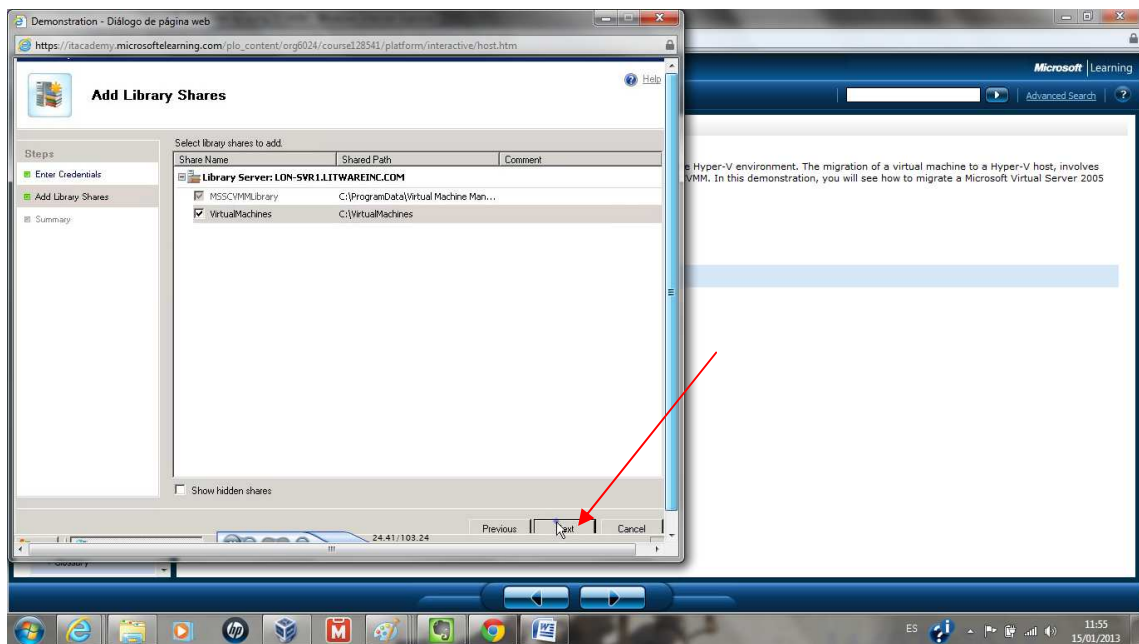 Demonstration - Diálogo de página web
https://itacademy.microsoftelearning.com/plo_content/org6024/course128541/platform/interactive/host.htm
Microsoft | Learning
Help
Add Library Shares
Advanced Search
Steps
Enter Credentials
Add Library Shares
Summary
Select library shares to add.
Share Name Shared Path Comment
Library Server: LON-SVR1.LITWAREINC.COM
MSSCVMMLibrary C:\ProgramData\Virtual Machine Man...
VirtualMachines C:\VirtualMachines
Show hidden shares
e Hyper-V environment. The migration of a virtual machine to a Hyper-V host, involves
VMM. In this demonstration, you will see how to migrate a Microsoft Virtual Server 2005
Previous Next Cancel
24.41/103.24
Glossary
ES
11:55
15/01/2013